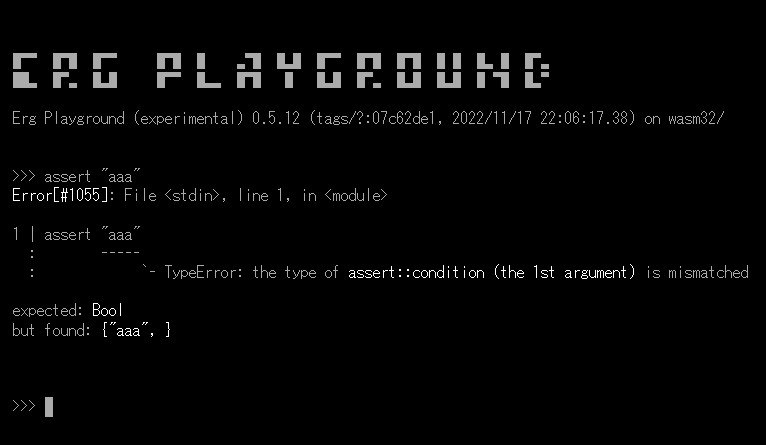 ERG PLAYGROUND
Erg Playground (experimental) 0.5.12 (tags/?:07c62de1, 2022/11/17 22:06:17.38) on wasm32/
>>> assert "aaa"
Error[#1055]: File <stdin>, line 1, in <module>
1 | assert "aaa"
  :        -----
  :            `- TypeError: the type of assert::condition (the 1st argument) is mismatched
expected: Bool
but found: {"aaa", }
>>>